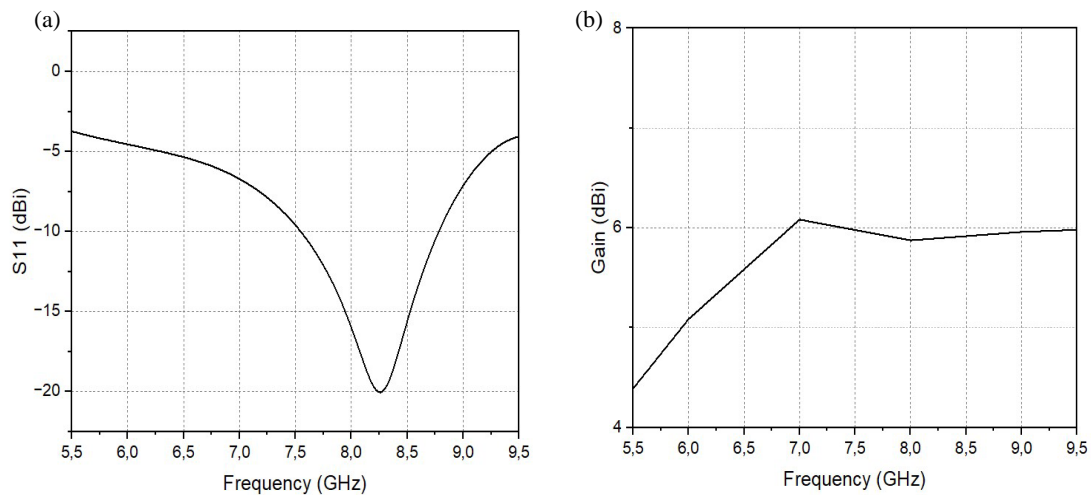 (a)
S11 (dBi)
0
−5
−10
−15
−20
5,5 6,0 6,5 7,0 7,5 8,0 8,5 9,0 9,5
Frequency (GHz)
(b)
Gain (dBi)
8
6
4
5,5 6,0 6,5 7,0 7,5 8,0 8,5 9,0 9,5
Frequency (GHz)